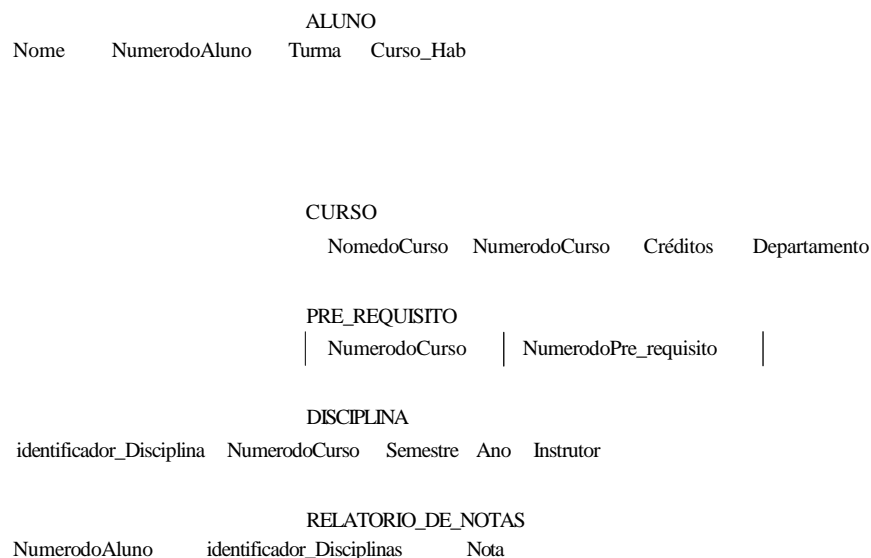 ALUNO
Nome NumerodoAluno Turma Curso_Hab
CURSO
NomedoCurso NumerodoCurso Créditos Departamento
PRE_REQUISITO
NumerodoCurso NumerodoPre_requisito
DISCIPLINA
identificador_Disciplina NumerodoCurso Semestre Ano Instrutor
RELATORIO_DE_NOTAS
NumerodoAluno identificador_Disciplinas Nota